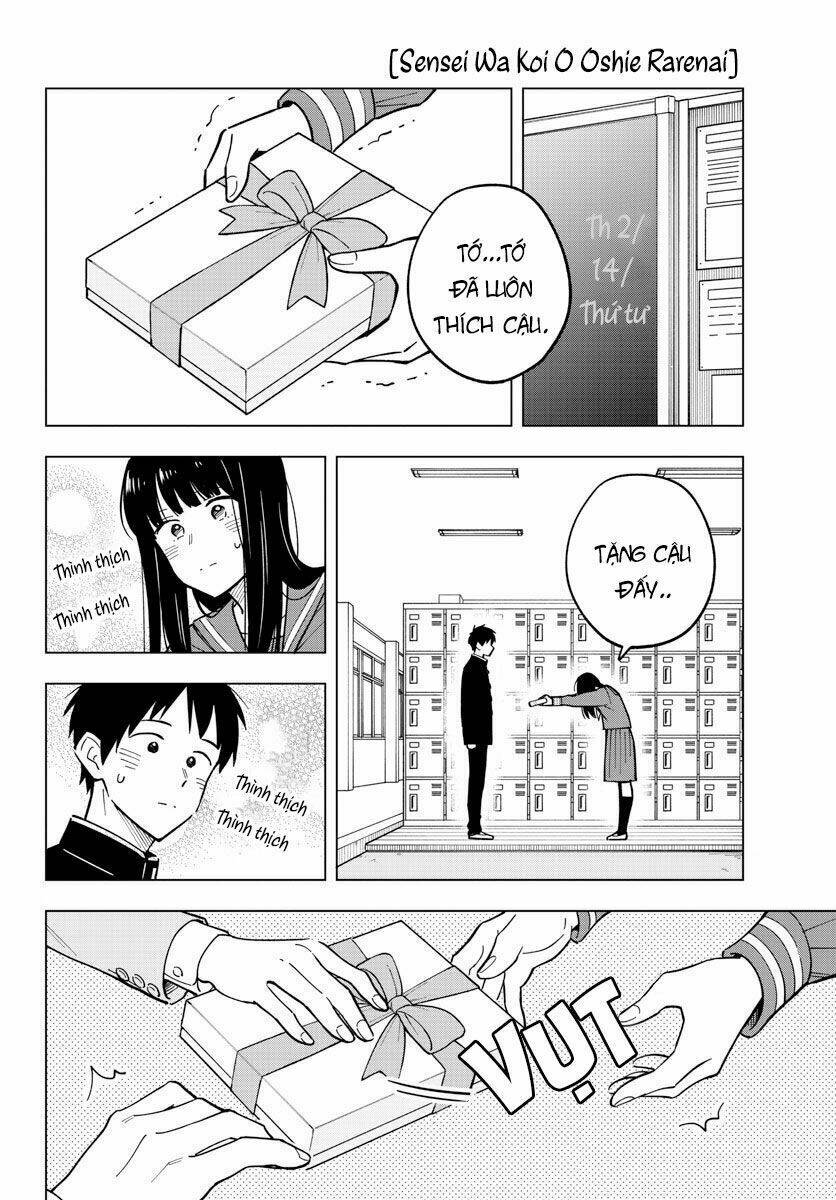 [Sensei Wa Koi O Oshie Rarenai]
Th 2/
14/
Thứ tư
TỚ...TỚ
ĐÃ LUÔN
THÍCH CẬU.
TẶNG CẬU
ĐẤY..
Thình thịch
Thình thịch
Thình thịch
Thình thịch
VỤT